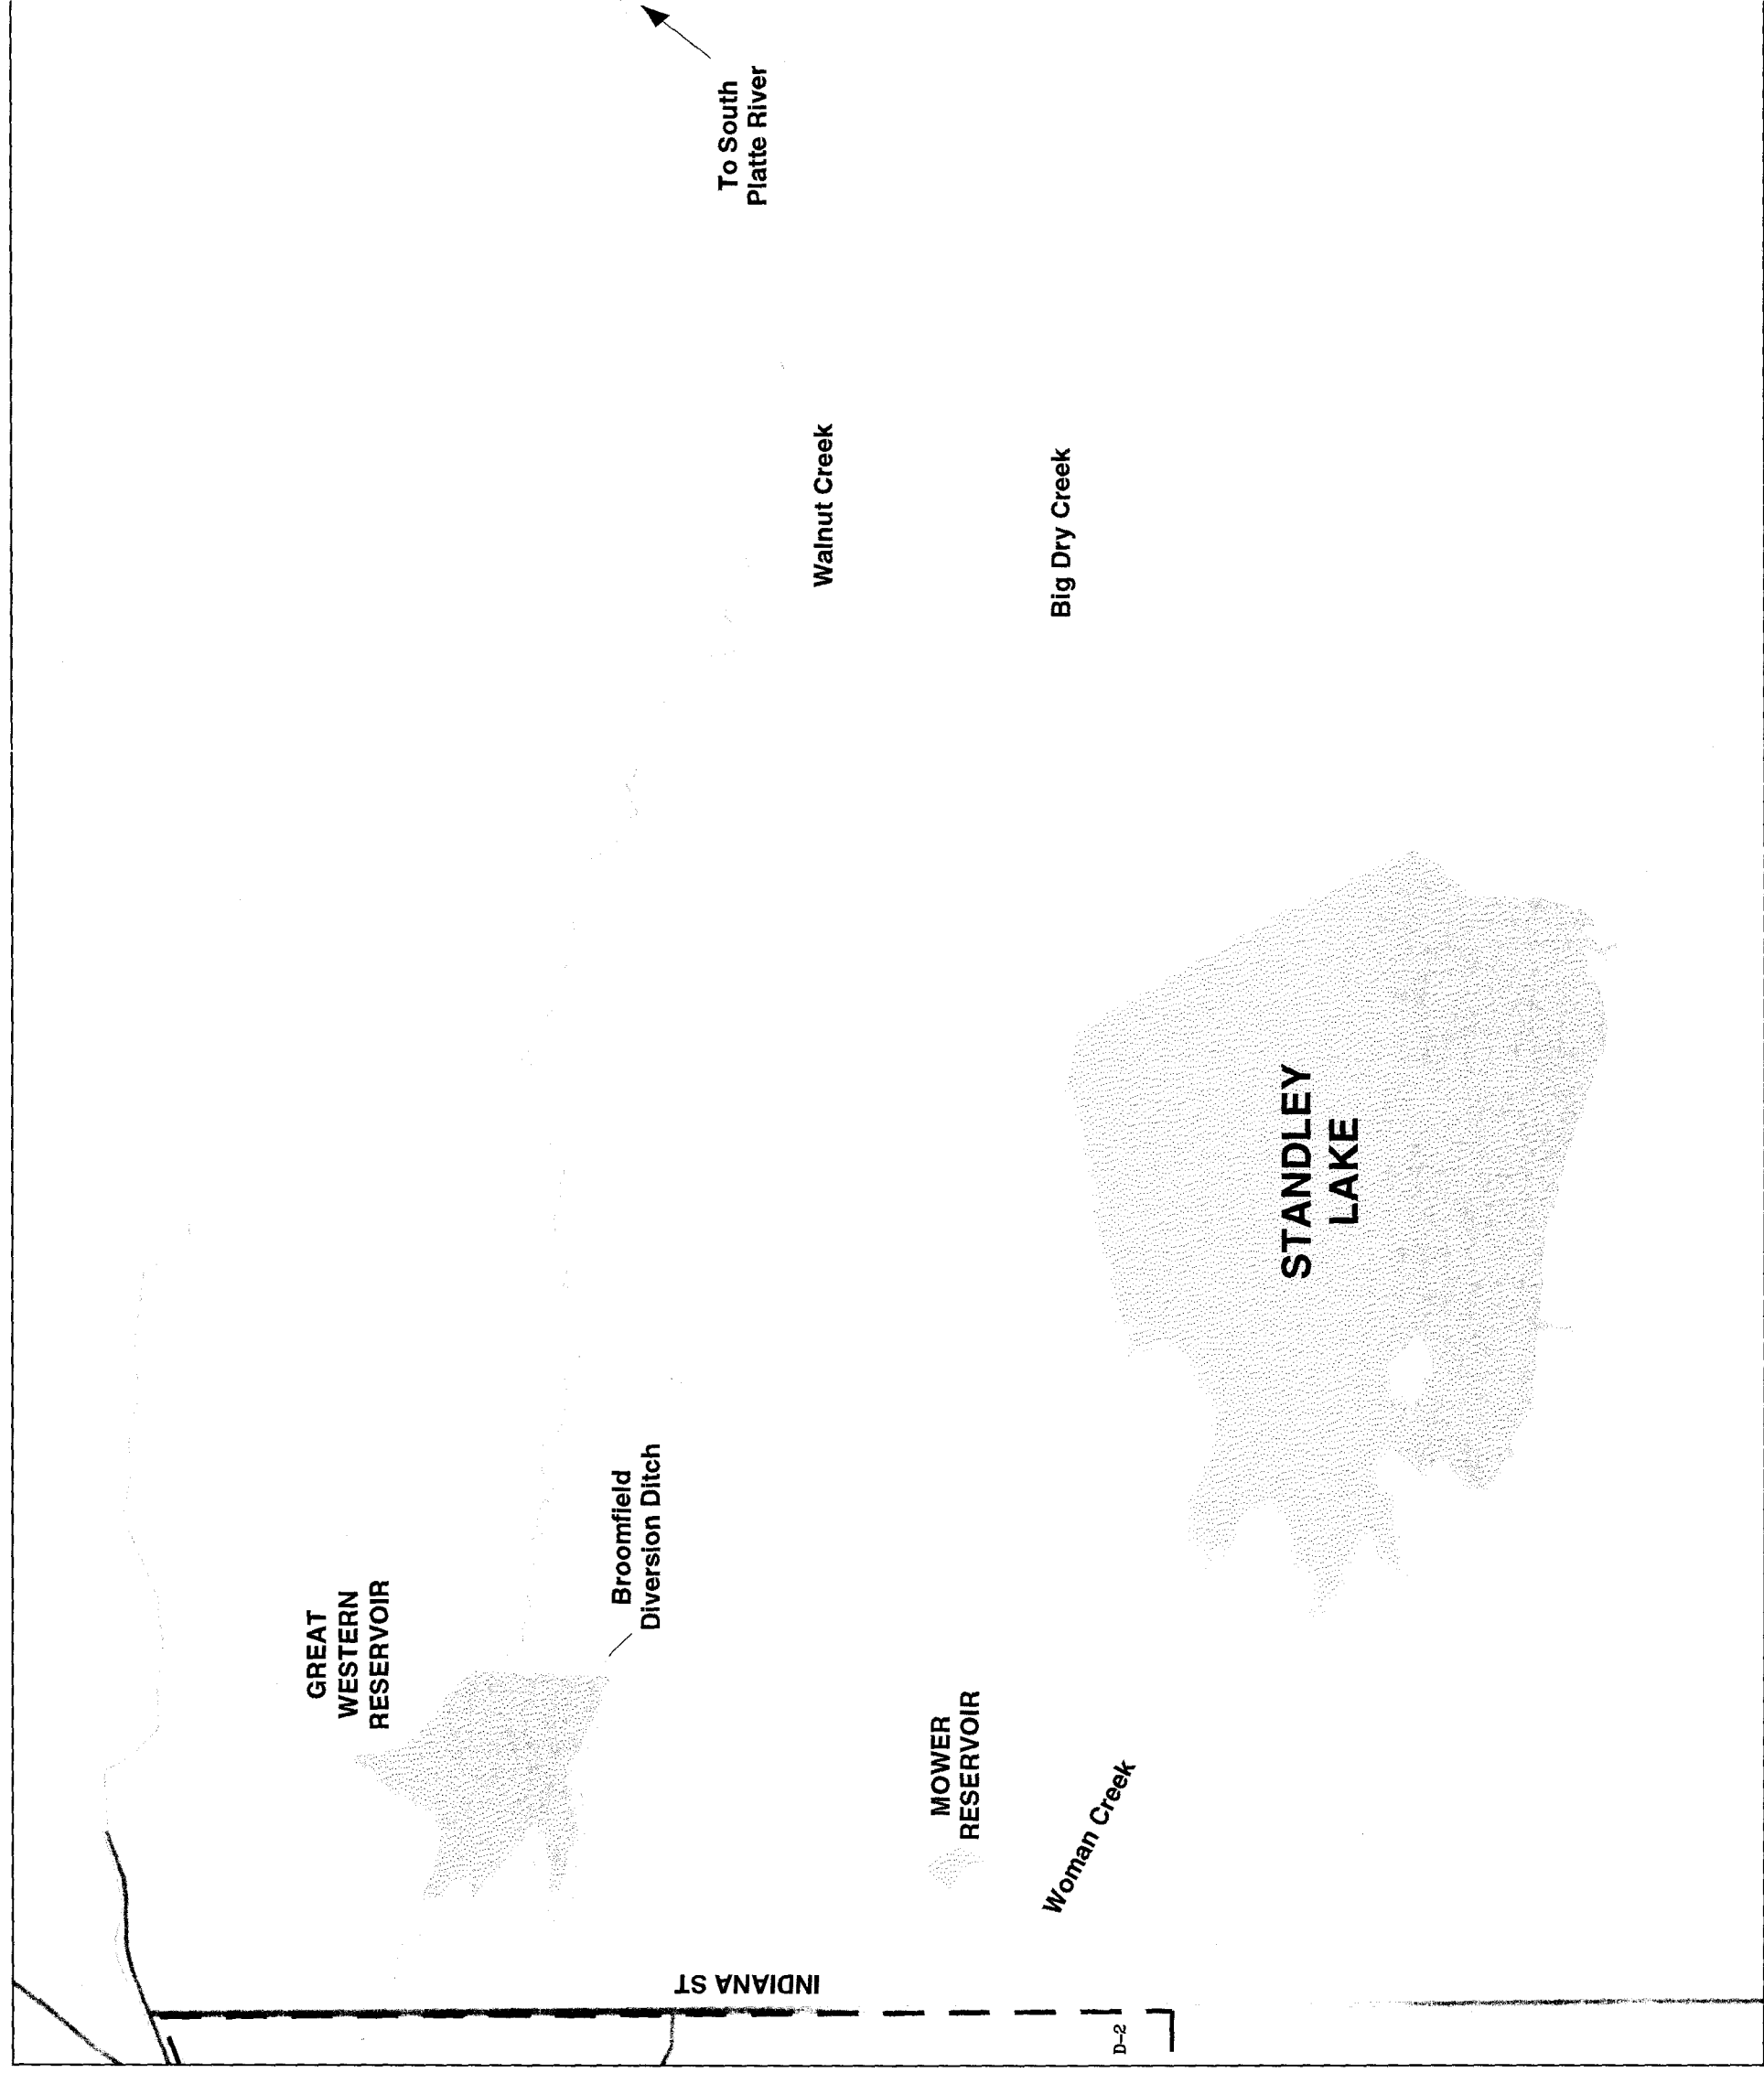 To South
Platte River
Walnut Creek
Big Dry Creek
GREAT
WESTERN
RESERVOIR
Broomfield
Diversion Ditch
STANDLEY
LAKE
MOWER
RESERVOIR
Woman Creek
INDIANA ST
D-2